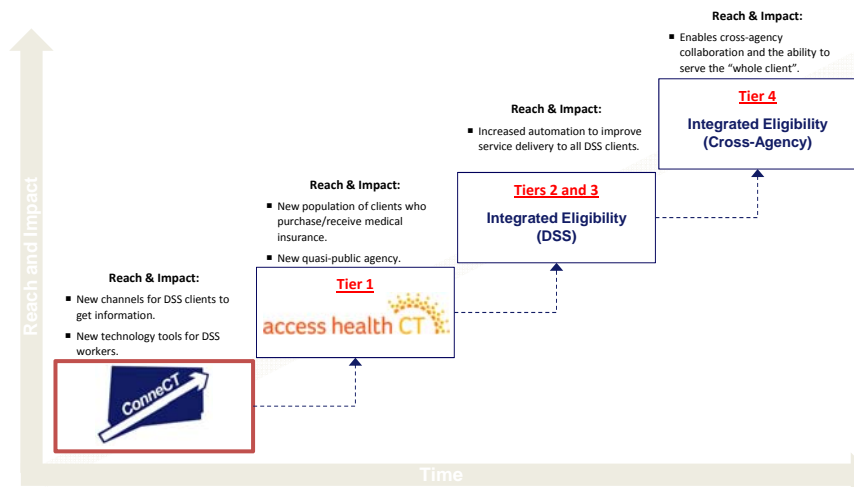 Reach & Impact:
▪ Enables cross-agency
collaboration and the ability to
serve the “whole client”.
Tier 4
Integrated Eligibility
(Cross-Agency)
Reach & Impact:
▪ Increased automation to improve
service delivery to all DSS clients.
Tiers 2 and 3
Integrated Eligibility
(DSS)
Reach & Impact:
▪ New population of clients who
purchase/receive medical
insurance.
▪ New quasi-public agency.
Tier 1
access health CT
Reach & Impact:
▪ New channels for DSS clients to
get information.
▪ New technology tools for DSS
workers.
ConneCT
Reach and Impact
Time